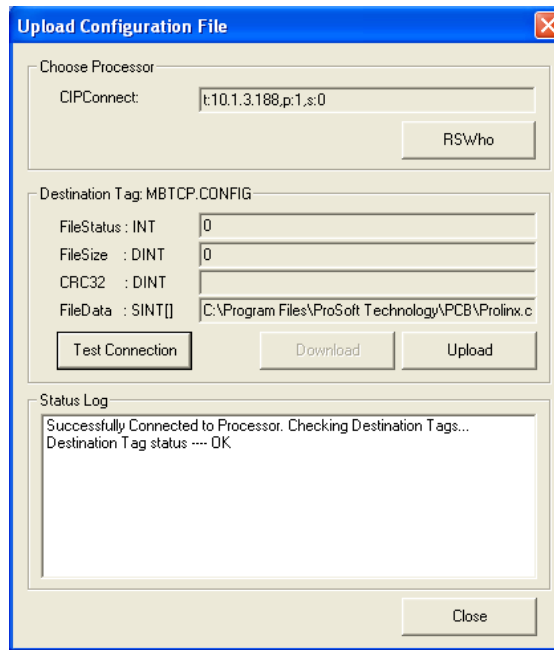 Upload Configuration File
Choose Processor
CIPConnect: t:10.1.3.188,p:1,s:0
RSWho
Destination Tag: MBTCP.CONFIG
FileStatus : INT 0
FileSize : DINT 0
CRC32 : DINT
FileData : SINT[] C:\Program Files\ProSoft Technology\PCB\Prolinx.c
Test Connection Download Upload
Status Log
Successfully Connected to Processor. Checking Destination Tags...
Destination Tag status ---- OK
Close